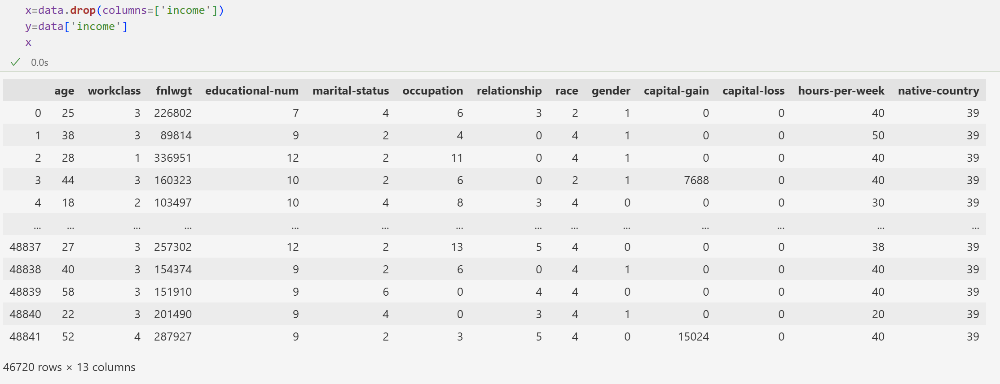 x=data.drop(columns=['income'])
y=data['income']
x
0.0s
age workclass fnlwgt educational-num marital-status occupation relationship race gender capital-gain capital-loss hours-per-week native-country
0 25 3 226802 7 4 6 3 2 1 0 0 40 39
1 38 3 89814 9 2 4 0 4 1 0 0 50 39
2 28 1 336951 12 2 11 0 4 1 0 0 40 39
3 44 3 160323 10 2 6 0 2 1 7688 0 40 39
4 18 2 103497 10 4 8 3 4 0 0 0 30 39
... ... ... ... ... ... ... ... ... ... ... ... ... ...
48837 27 3 257302 12 2 13 5 4 0 0 0 38 39
48838 40 3 154374 9 2 6 0 4 1 0 0 40 39
48839 58 3 151910 9 6 0 4 4 0 0 0 40 39
48840 22 3 201490 9 4 0 3 4 1 0 0 20 39
48841 52 4 287927 9 2 3 5 4 0 15024 0 40 39
46720 rows × 13 columns